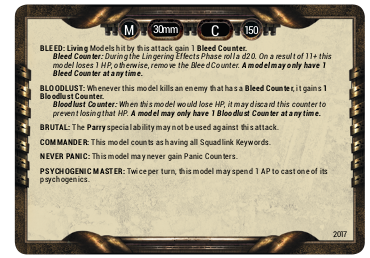 M 30mm C 150
BLEED: Living Models hit by this attack gain 1 Bleed Counter.
Bleed Counter: During the Lingering Effects Phase roll a d20. On a result of 11+ this
model loses 1 HP, otherwise, remove the Bleed Counter. A model may only have 1
Bleed Counter at any time.
BLOODLUST: Whenever this model kills an enemy that has a Bleed Counter, it gains 1
Bloodlust Counter.
Bloodlust Counter: When this model would lose HP, it may discard this counter to
prevent losing that HP. A model may only have 1 Bloodlust Counter at any time.
BRUTAL: The Parry special ability may not be used against this attack.
COMMANDER: This model counts as having all Squad link Keywords.
NEVER PANIC: This model may never gain Panic Counters.
PSYCHOGENIC MASTER: Twice per turn, this model may spend 1 AP to cast one of its
psychogenics.
2017